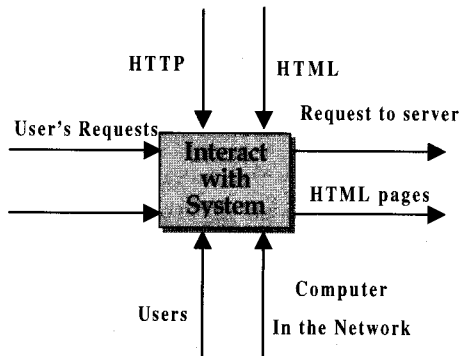 HTTP
HTML
User's Requests
Request to server
Interact
with
System
HTML pages
Users
Computer
In the Network